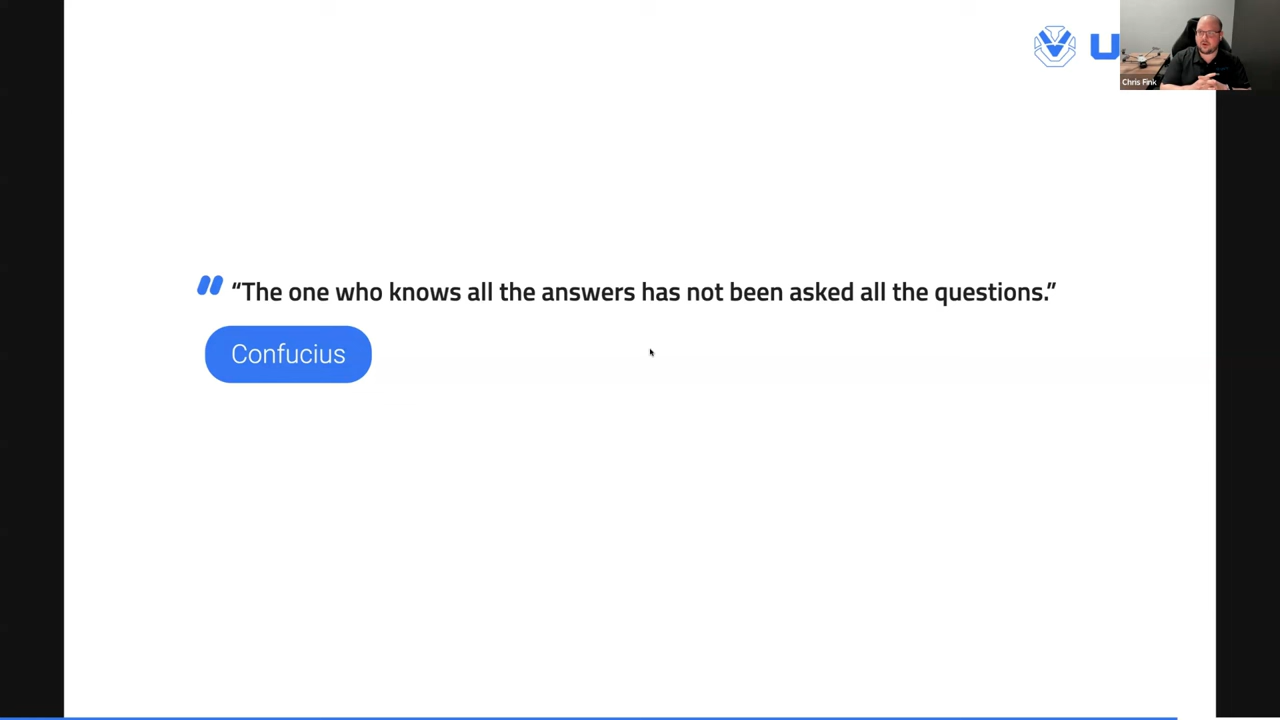 U
Chris Fink
“The one who knows all the answers has not been asked all the questions.”
Confucius